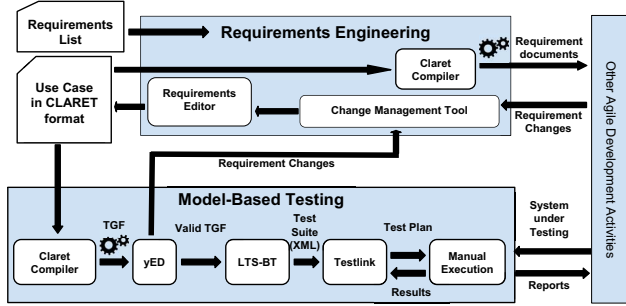 Requirements
List
Requirements Engineering
Claret
Compiler
Requirement
documents
Use Case
in CLARET
format
Requirements
Editor
Change Management Tool
Requirement
Changes
Requirement Changes
Other Agile Development Activities
Model-Based Testing
TGF
Valid TGF
Test
Suite
(XML)
Test Plan
System
under
Testing
Claret
Compiler
yED
LTS-BT
Testlink
Manual
Execution
Results
Reports